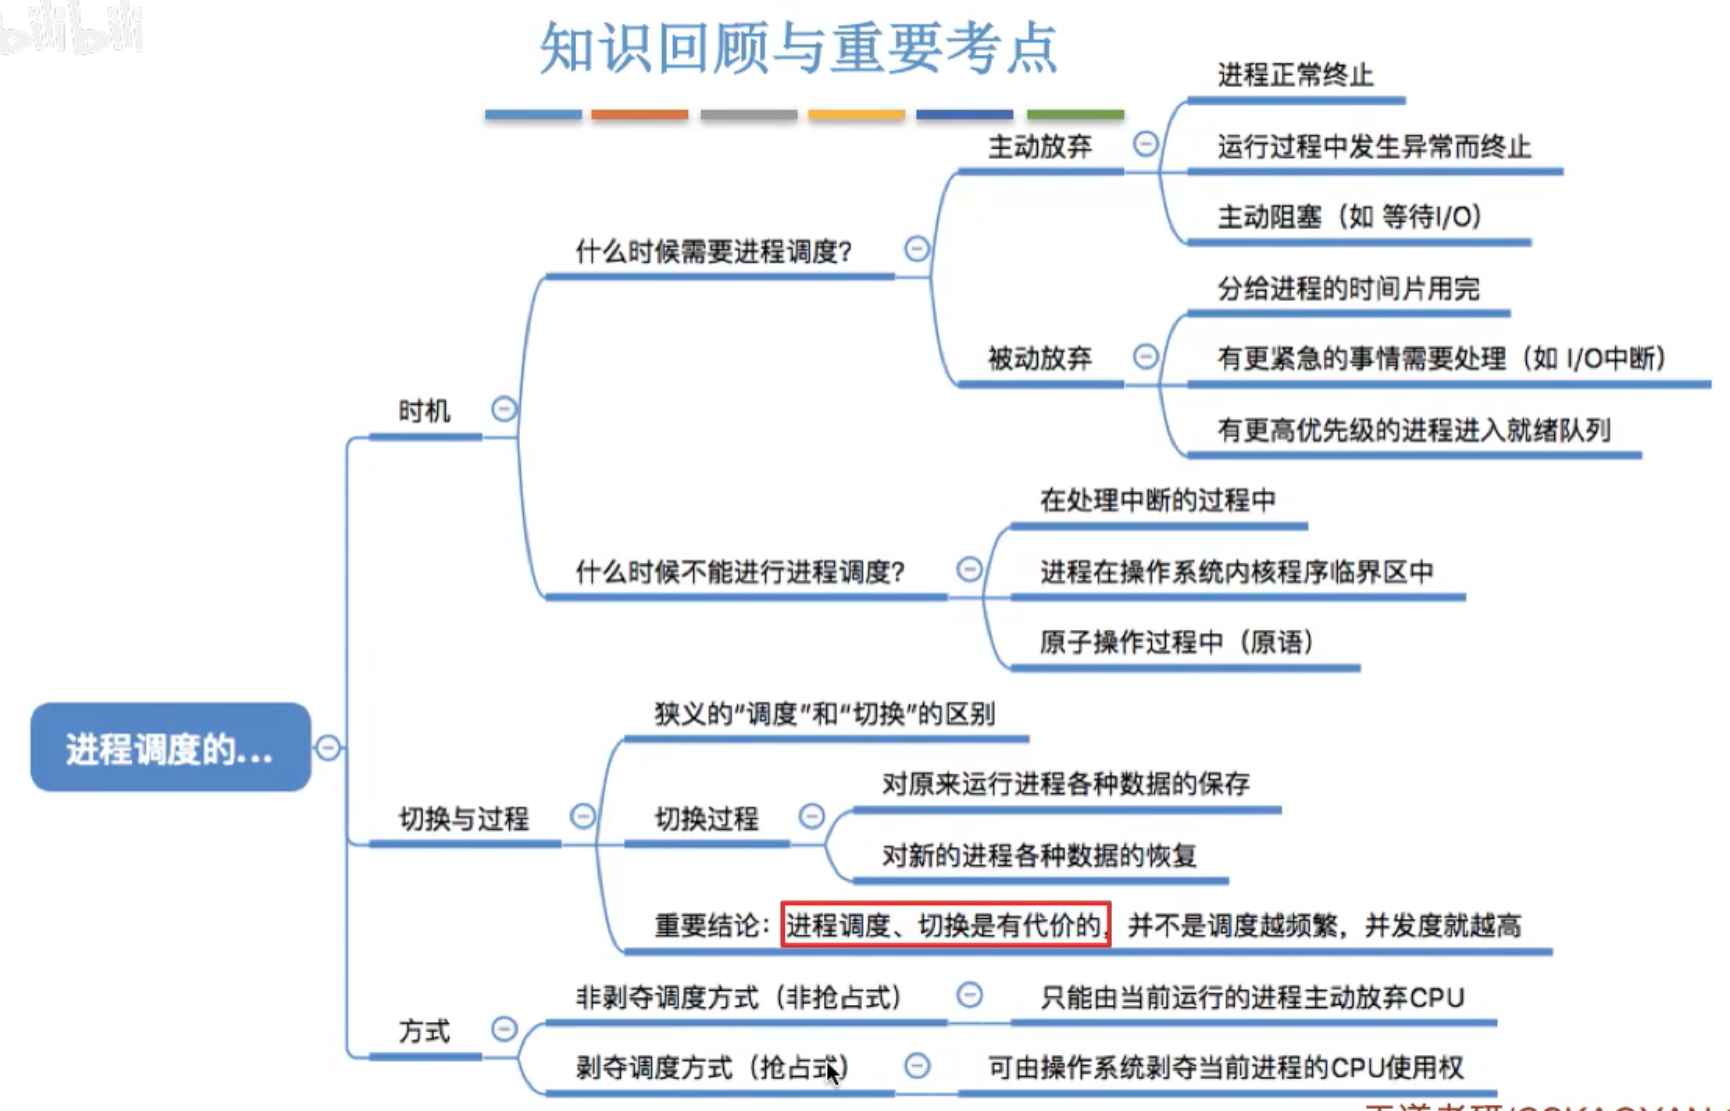 bilibili
知识回顾与重要考点
进程调度的...
时机
什么时候需要进程调度？
主动放弃
进程正常终止
运行过程中发生异常而终止
主动阻塞（如 等待I/O）
被动放弃
分给进程的时间片用完
有更紧急的事情需要处理（如 I/O中断）
有更高优先级的进程进入就绪队列
什么时候不能进行进程调度？
在处理中断的过程中
进程在操作系统内核程序临界区中
原子操作过程中（原语）
切换与过程
狭义的“调度”和“切换”的区别
切换过程
对原来运行进程各种数据的保存
对新的进程各种数据的恢复
重要结论：进程调度、切换是有代价的，并不是调度越频繁，并发度就越高
方式
非剥夺调度方式（非抢占式）
只能由当前运行的进程主动放弃CPU
剥夺调度方式（抢占式）
可由操作系统剥夺当前进程的CPU使用权